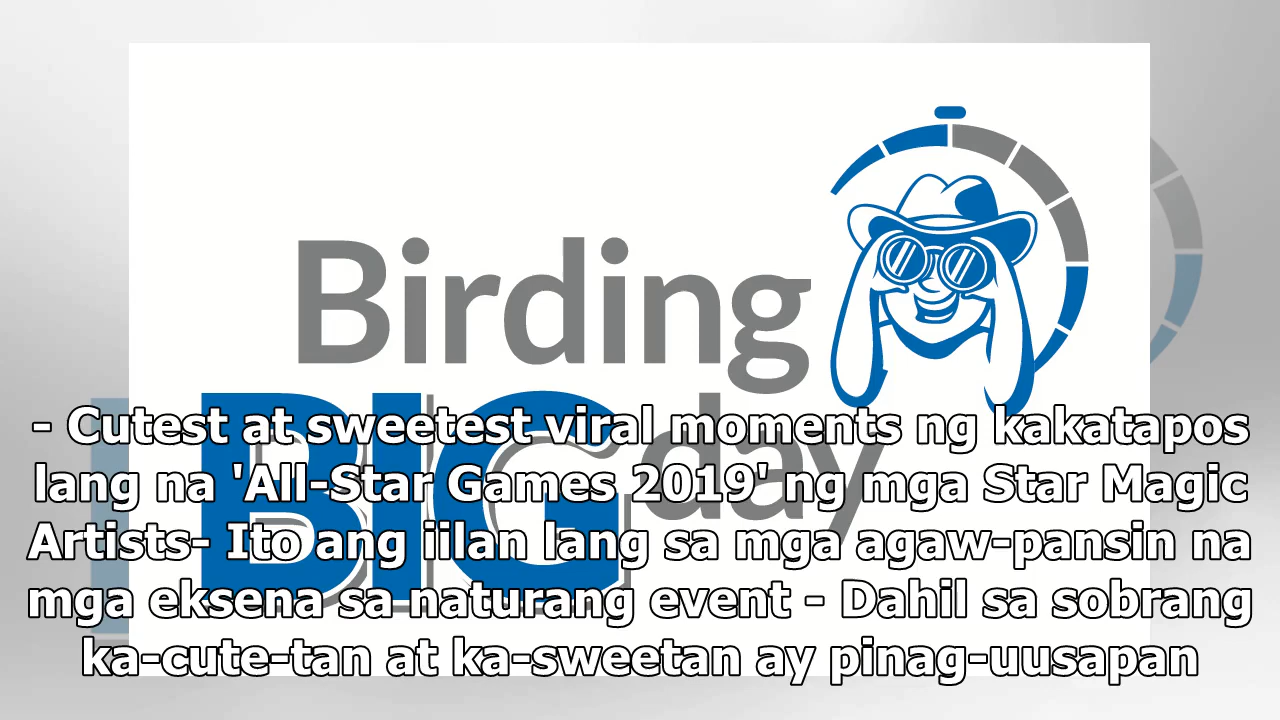 Birding
BIG day
- Cutest at sweetest viral moments ng kakatapos
lang na 'All-Star Games 2019' ng mga Star Magic
Artists- Ito ang iilan lang sa mga agaw-pansin na
mga eksena sa naturang event - Dahil sa sobrang
ka-cute-tan at ka-sweetan ay pinag-uusapan